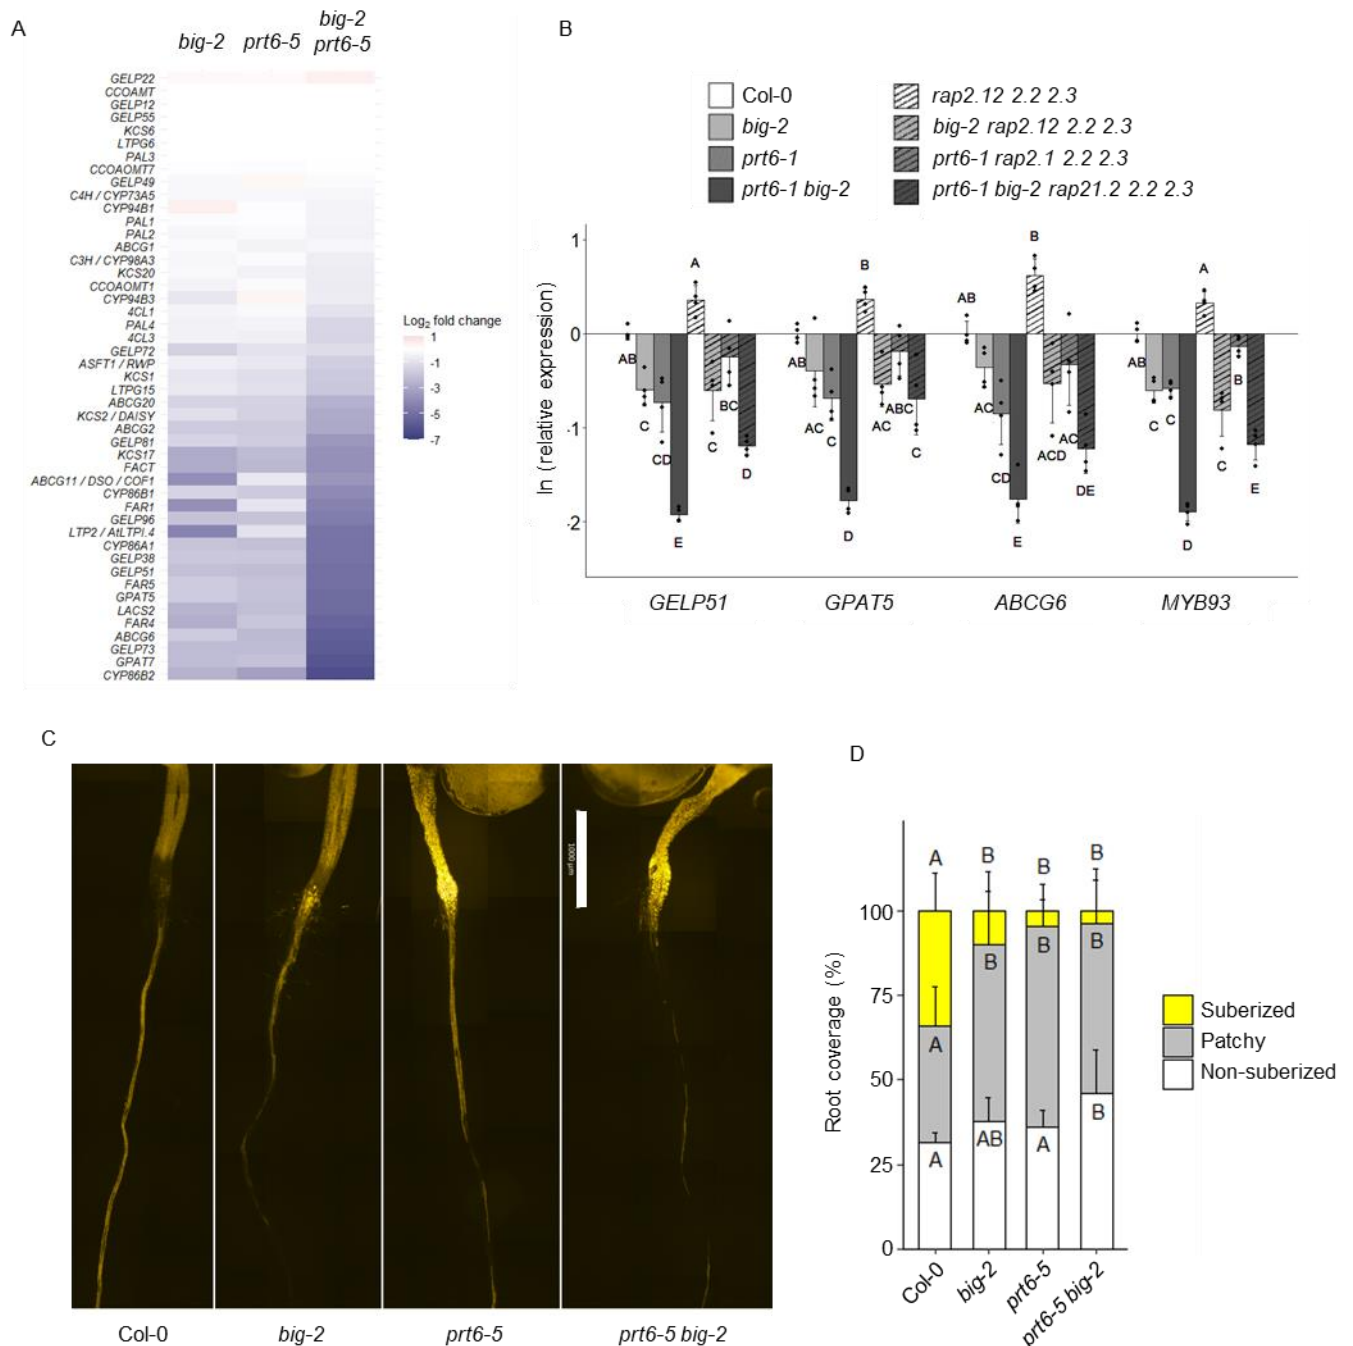 A
big-2
prt6-5
big-2
prt6-5
GELP22
CCOAMT
GELP12
GELP55
KCS6
LTPG6
PAL3
CCOAOMT7
GELP49
C4H / CYP73A5
CYP94B1
PAL1
PAL2
ABCG1
C3H / CYP98A3
KCS20
CCOAOMT1
CYP94B3
4CL1
PAL4
4CL3
GELP72
ASFT1 / RWP
KCS1
LTPG15
ABCG20
KCS2 / DAISY
ABCG2
GELP81
KCS17
FACT
ABCG11 / DSO / COF1
CYP86B1
FAR1
GELP96
LTP2 / AtLTPI.4
CYP86A1
GELP38
GELP51
FAR5
GPAT5
LACS2
FAR4
ABCG6
GELP73
GPAT7
CYP86B2
Log2 fold change
1
-1
-3
-5
-7
B
Col-0
big-2
prt6-1
prt6-1 big-2
rap2.12 2.2 2.3
big-2 rap2.12 2.2 2.3
prt6-1 rap2.1 2.2 2.3
prt6-1 big-2 rap21.2 2.2 2.3
ln (relative expression)
1
0
-1
-2
AB
C
CD
E
A
C
BC
D
AB
AC
C
D
B
AC
ABC
C
AB
AC
CD
E
B
ACD
AC
DE
AB
C
C
D
A
C
B
E
GELP51
GPAT5
ABCG6
MYB93
C
1000 µm
Col-0
big-2
prt6-5
prt6-5 big-2
D
Root coverage (%)
100
75
50
25
0
A
B
B
B
A
B
B
B
A
AB
A
B
Col-0
big-2
prt6-5
prt6-5 big-2
Suberized
Patchy
Non-suberized